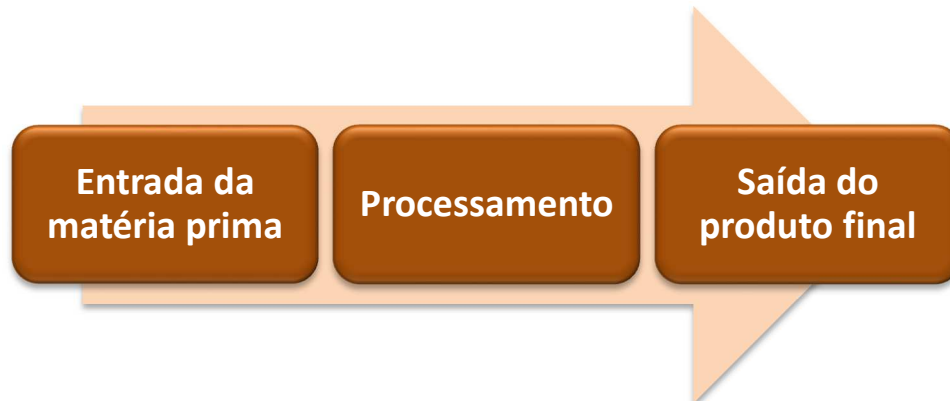 Entrada da
matéria prima
Processamento
Saída do
produto final